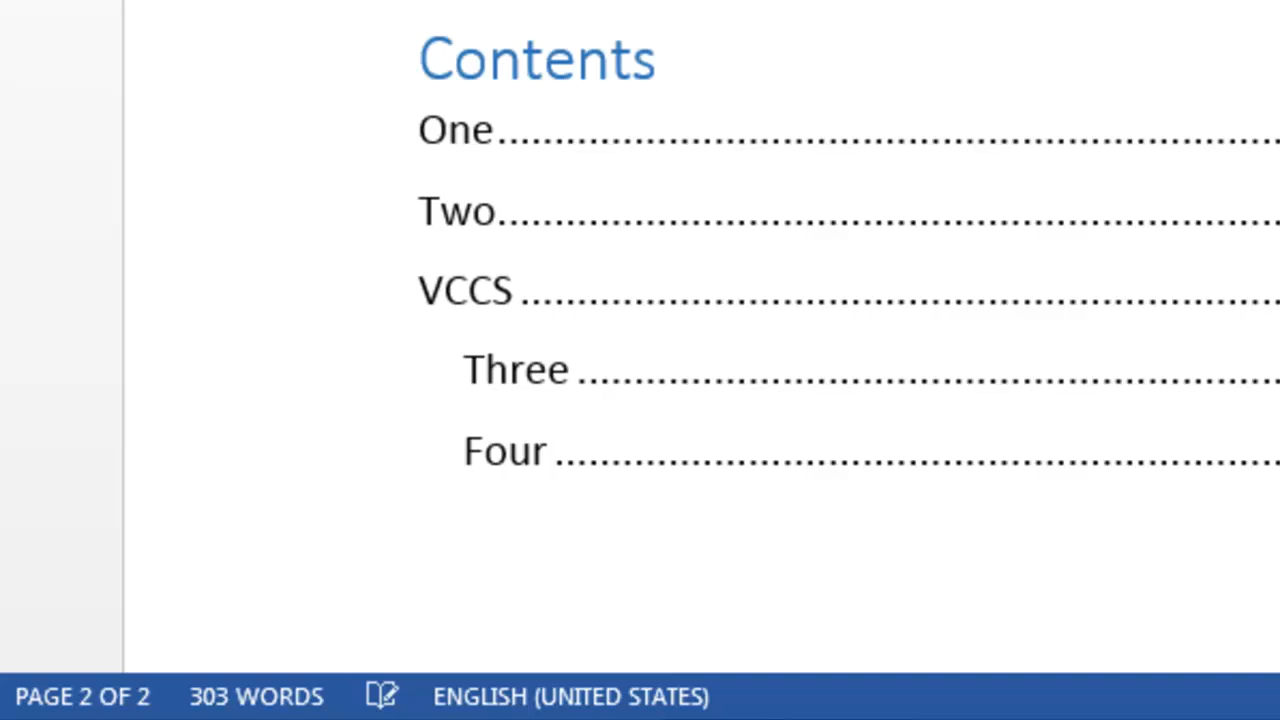 Contents
One................................................................................
Two................................................................................
VCCS................................................................................
Three................................................................................
Four................................................................................
PAGE 2 OF 2 303 WORDS ENGLISH (UNITED STATES)